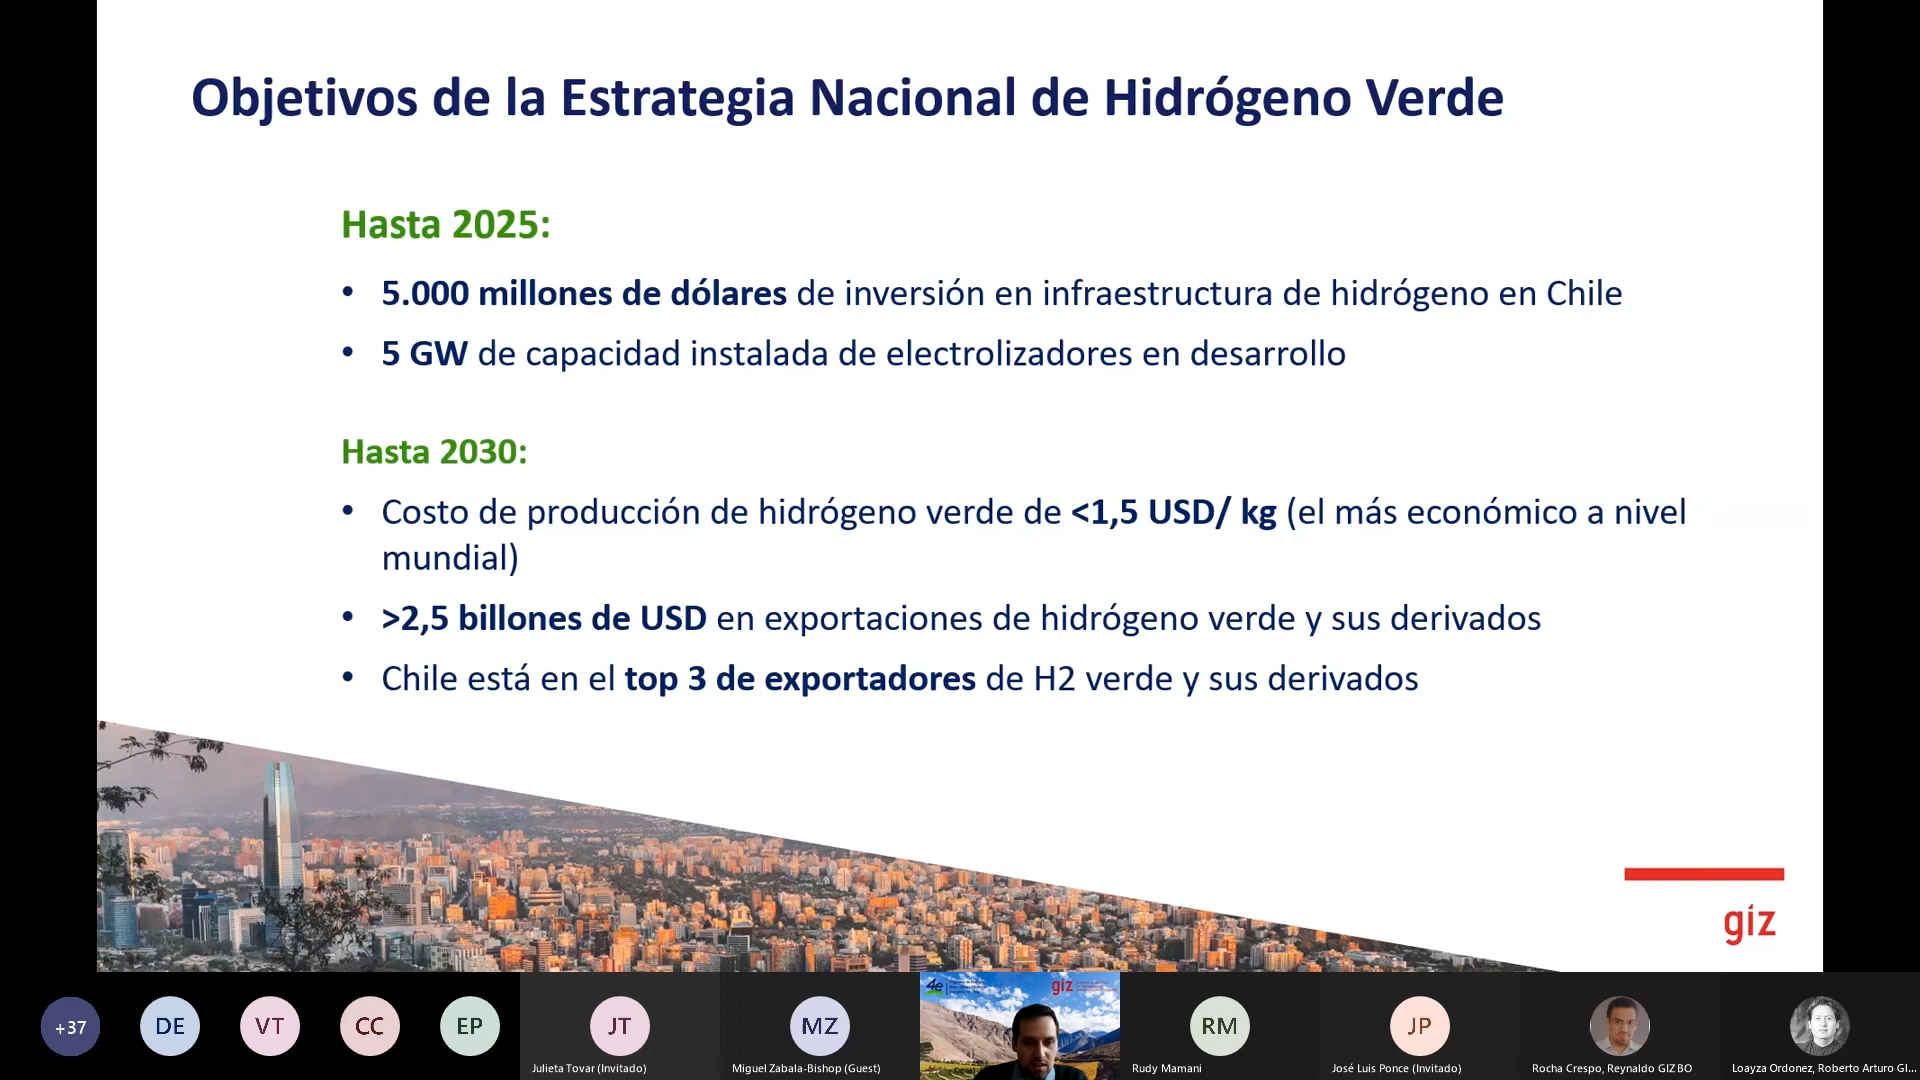 Objetivos de la Estrategia Nacional de Hidrógeno Verde
Hasta 2025:
• 5.000 millones de dólares de inversión en infraestructura de hidrógeno en Chile
• 5 GW de capacidad instalada de electrolizadores en desarrollo
Hasta 2030:
• Costo de producción de hidrógeno verde de <1,5 USD/ kg (el más económico a nivel
mundial)
• >2,5 billones de USD en exportaciones de hidrógeno verde y sus derivados
• Chile está en el top 3 de exportadores de H2 verde y sus derivados
giz
+37
DE
VT
CC
EP
JT
Julieta Tovar (Invitado)
MZ
Miguel Zabala-Bishop (Guest)
4e
giz
RM
Rudy Mamani
JP
José Luis Ponce (Invitado)
Rocha Crespo, Reynaldo GIZ BO
Loayza Ordonez, Roberto Arturo GI...